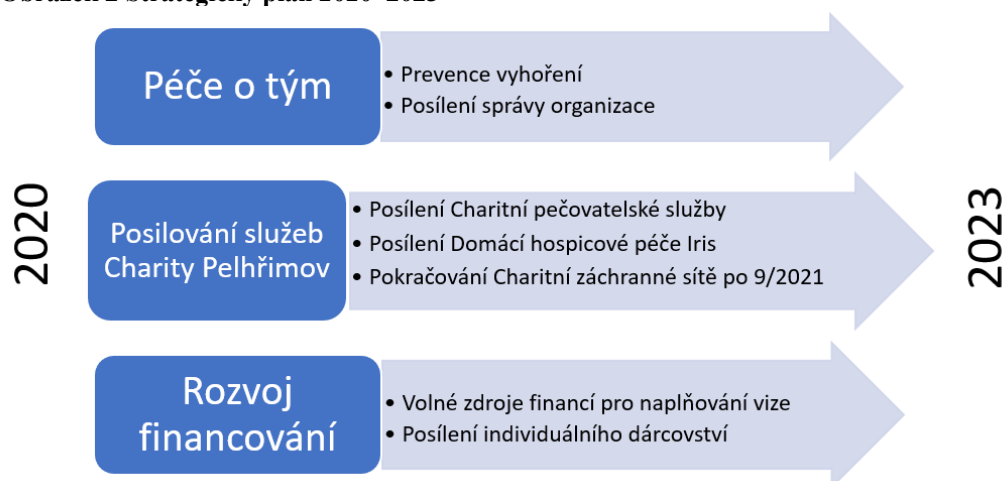 Péče o tým
• Prevence vyhoření
• Posílení správy organizace
2020
Posilování služeb
Charity Pelhřimov
• Posílení Charitní pečovatelské služby
• Posílení Domácí hospicové péče Iris
• Pokračování Charitní záchranné sítě po 9/2021
2023
Rozvoj
financování
• Volné zdroje financí pro naplňování vize
• Posílení individuálního dárcovství